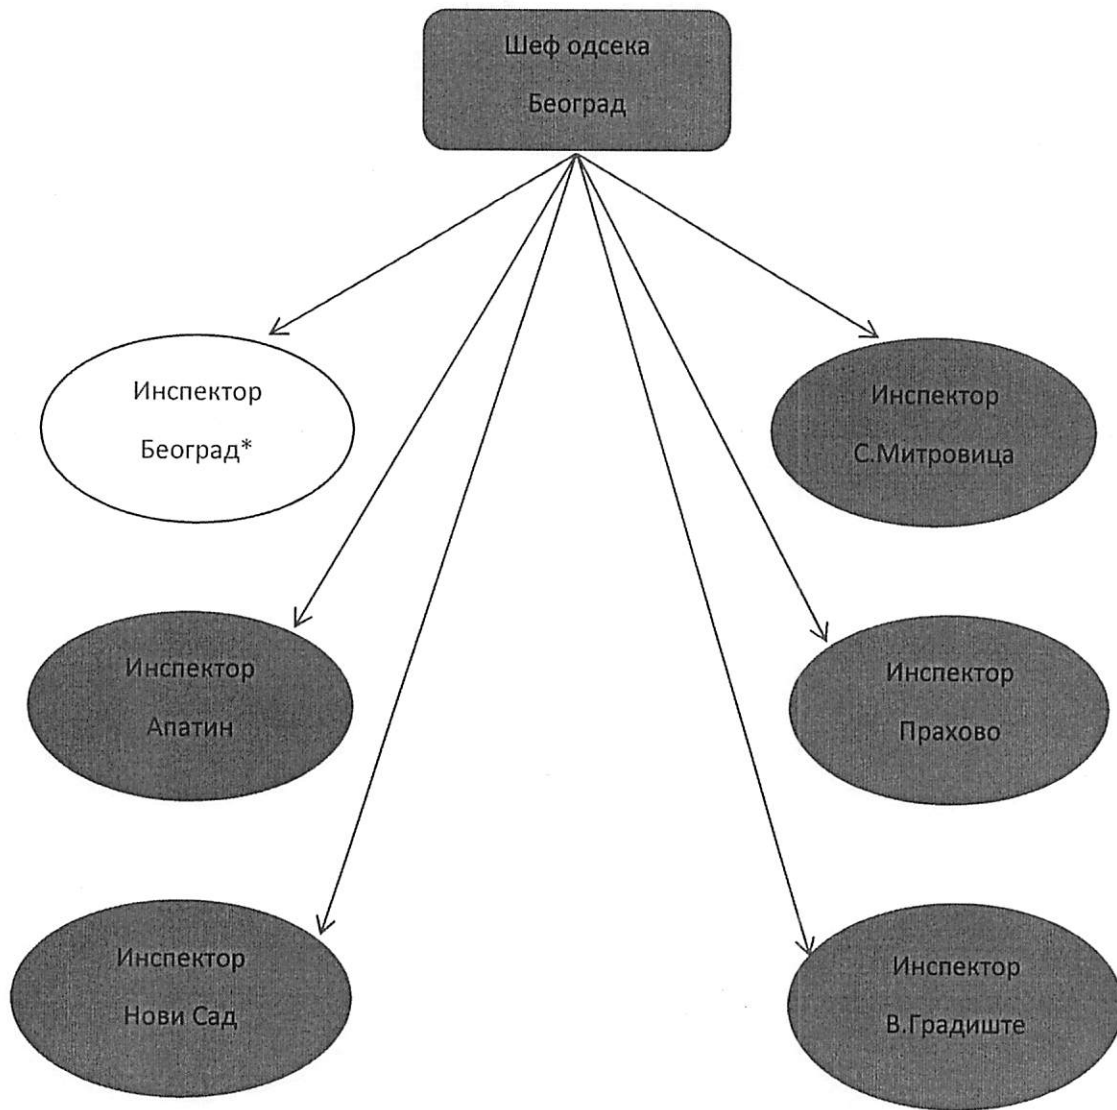 Шеф одсека
Београд
Инспектор
Београд*
Инспектор
С.Митровица
Инспектор
Апатин
Инспектор
Прахово
Инспектор
Нови Сад
Инспектор
В.Градиште